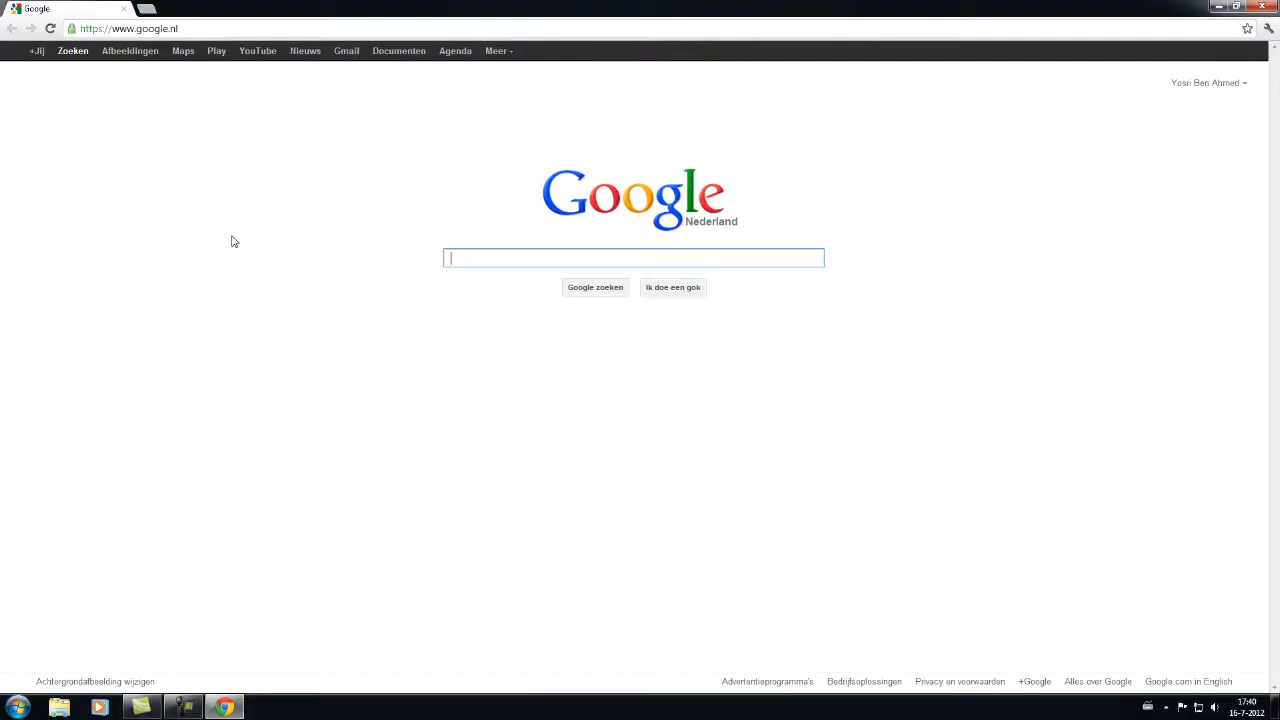 Google
https://www.google.nl
+Jij Zoeken Afbeeldingen Maps Play YouTube Nieuws Gmail Documenten Agenda Meer
Yosri Ben Ahmed
Google
Nederland
Google zoeken Ik doe een gok
Achtergrondafbeelding wijzigen Advertentieprogramma's Bedrijfsoplossingen Privacy en voorwaarden +Google Alles over Google Google.com in English
17:40
16-7-2012